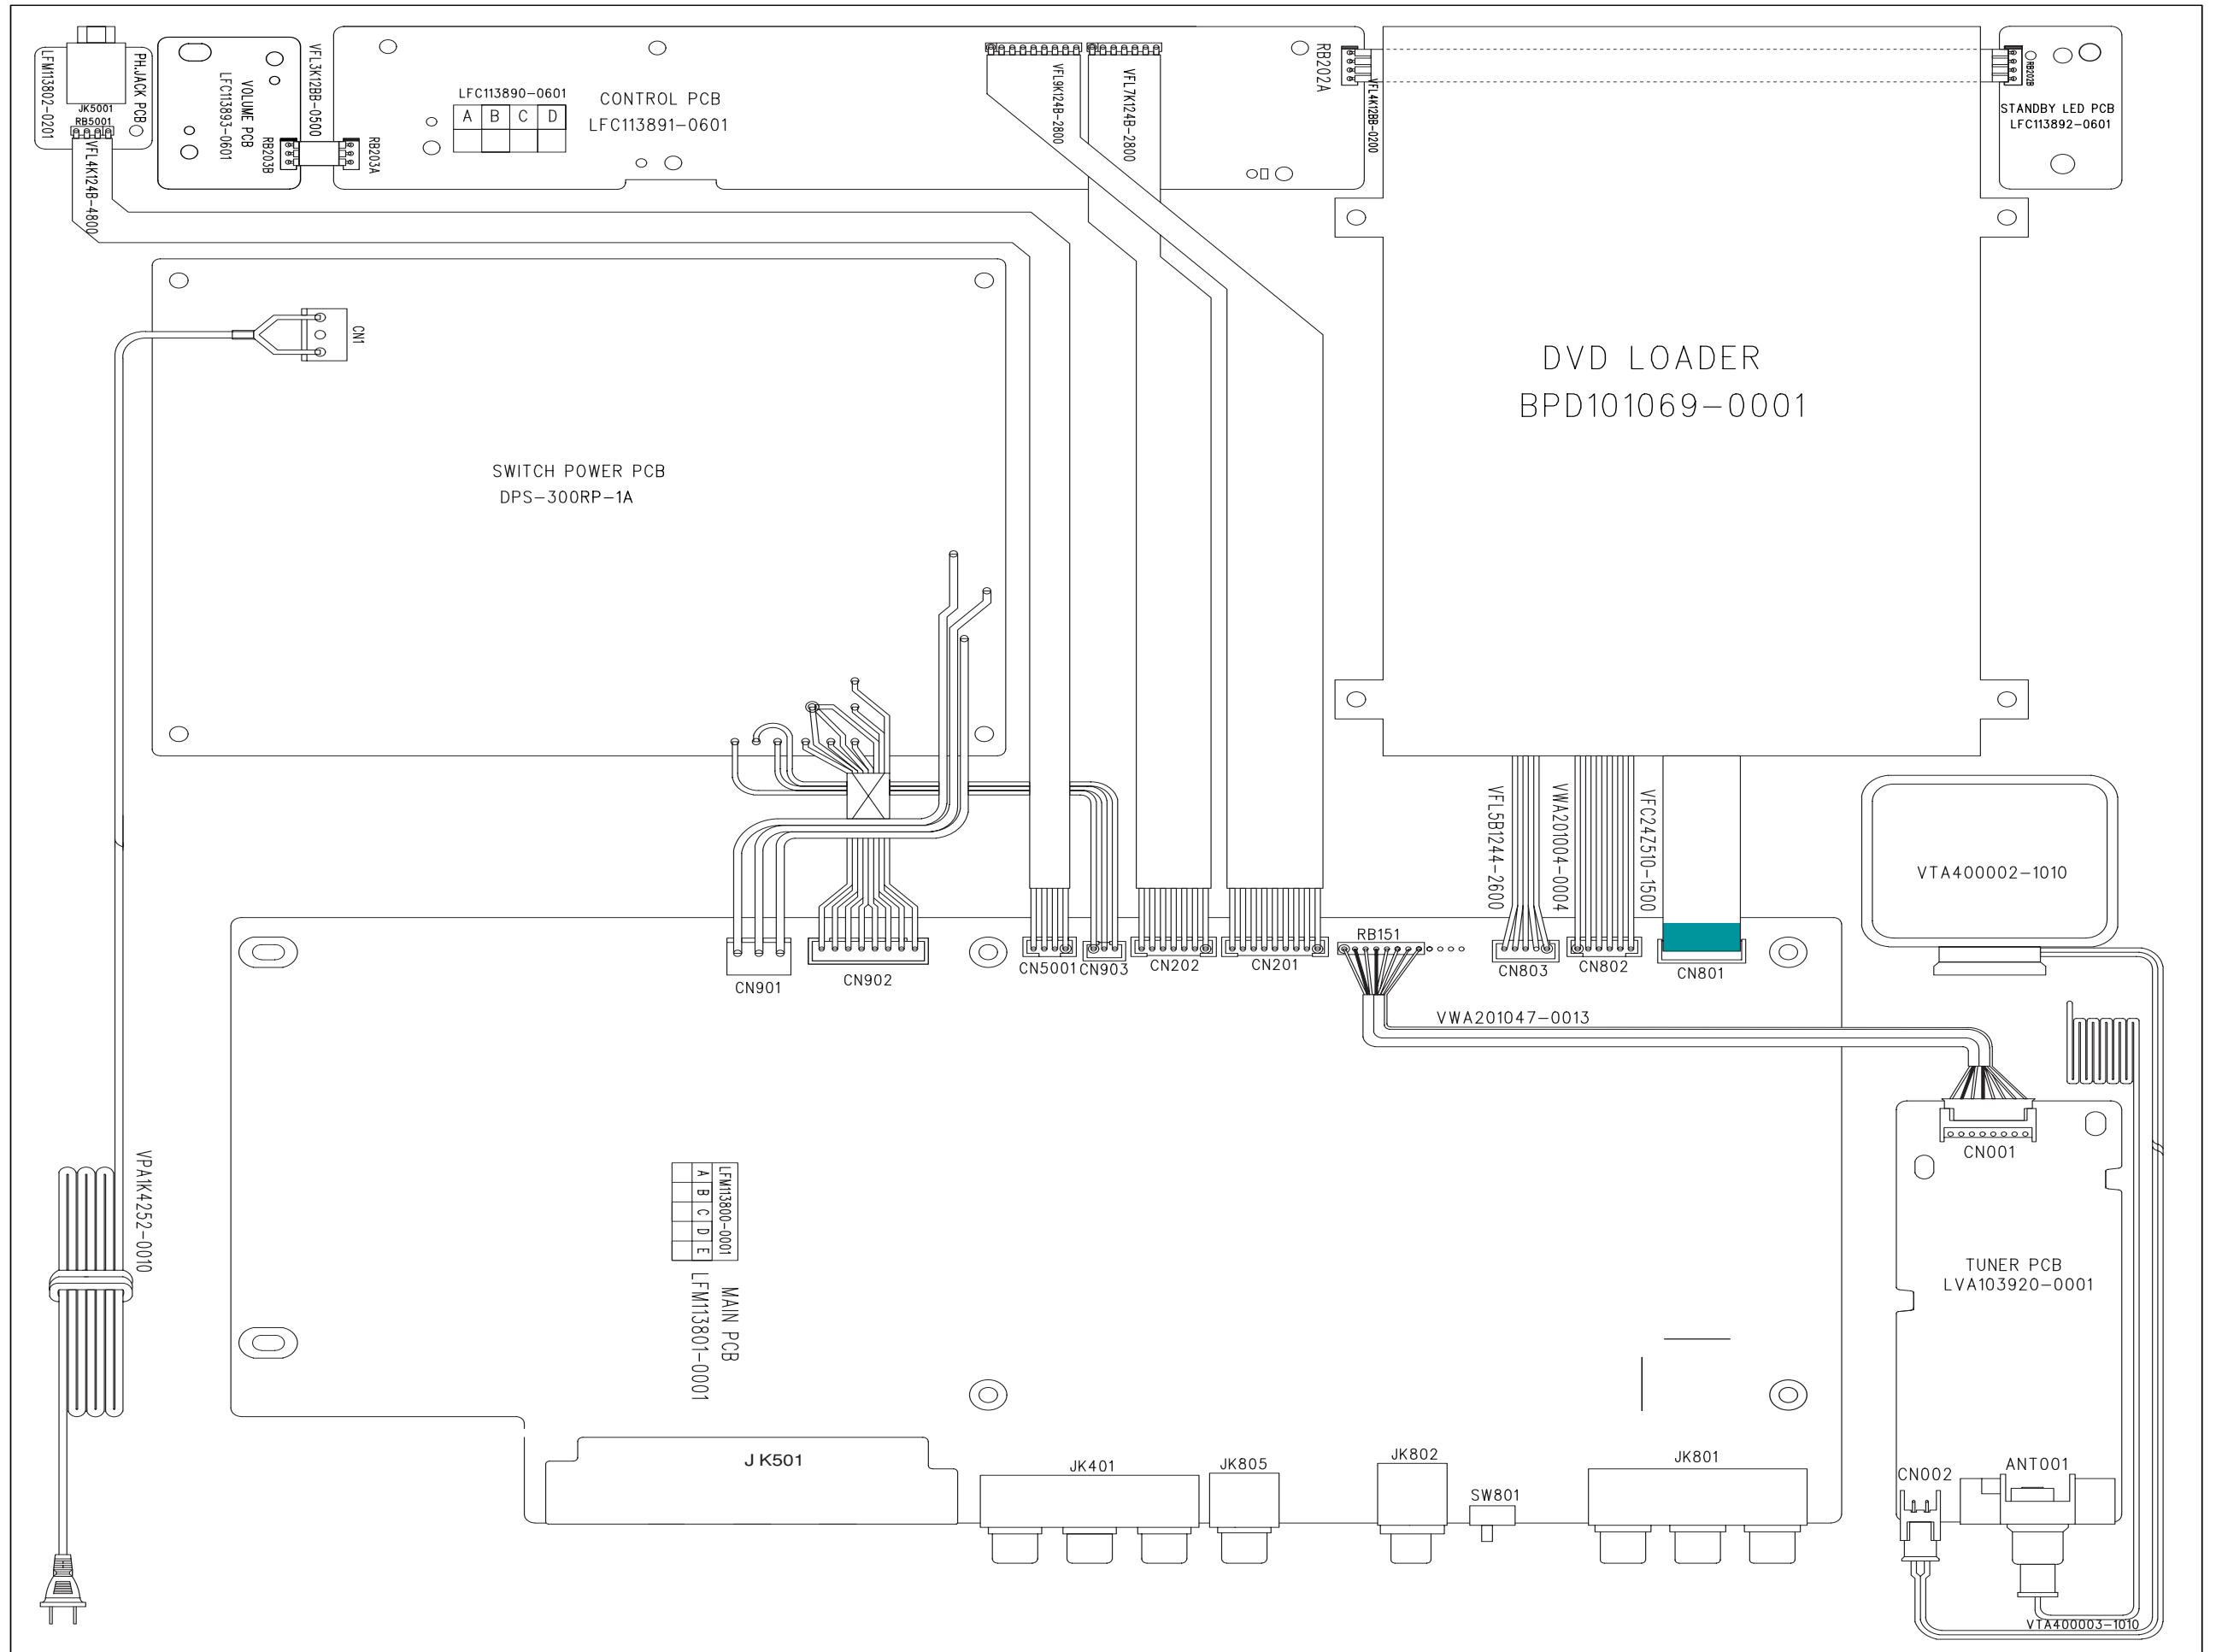 LFM113802-0201
PH.JACK PCB
JK5001
RB5001
VFL4K124B-4800
VOLUME PCB
LFC113893-0601
RB203B
VFL3K12BB-0500
RB203A
LFC113890-0601
A B C D
CONTROL PCB
LFC113891-0601
VFL9K124B-2800
VFL7K124B-2800
RB202A
VFL4K12BB-0200
RB202B
STANDBY LED PCB
LFC113892-0601
CN1
SWITCH POWER PCB
DPS-300RP-1A
DVD LOADER
BPD101069-0001
VFL5B1244-2600
VWA201004-0004
VFC24Z510-1500
VTA400002-1010
CN901
CN902
CN5001
CN903
CN202
CN201
RB151
CN803
CN802
CN801
VWA201047-0013
CN001
VPA1K4252-0010
LFM113800-0001
A B C D E
MAIN PCB
LFM113801-0001
TUNER PCB
LVA103920-0001
JK501
JK401
JK805
JK802
SW801
JK801
CN002
ANT001
VTA400003-1010